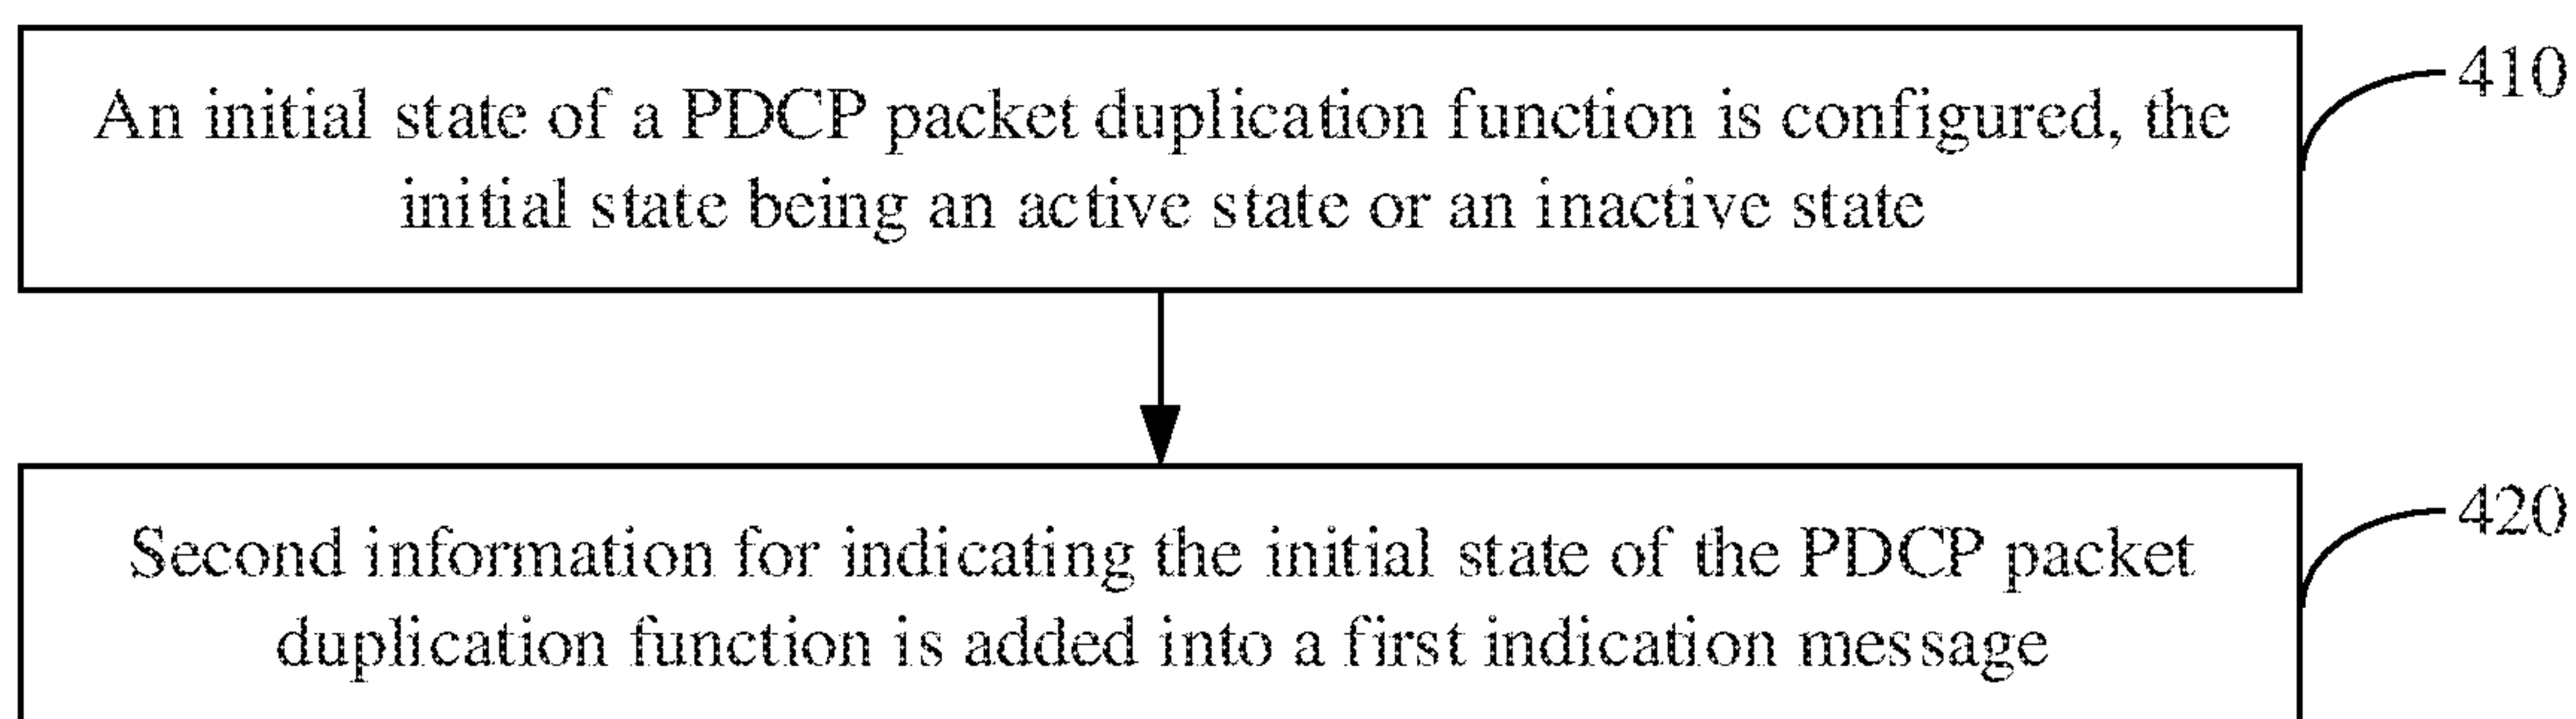 An initial state of a PDCP packet duplication function is configured, the
initial state being an active state or an inactive state
410
Second information for indicating the initial state of the PDCP packet
duplication function is added into a first indication message
420